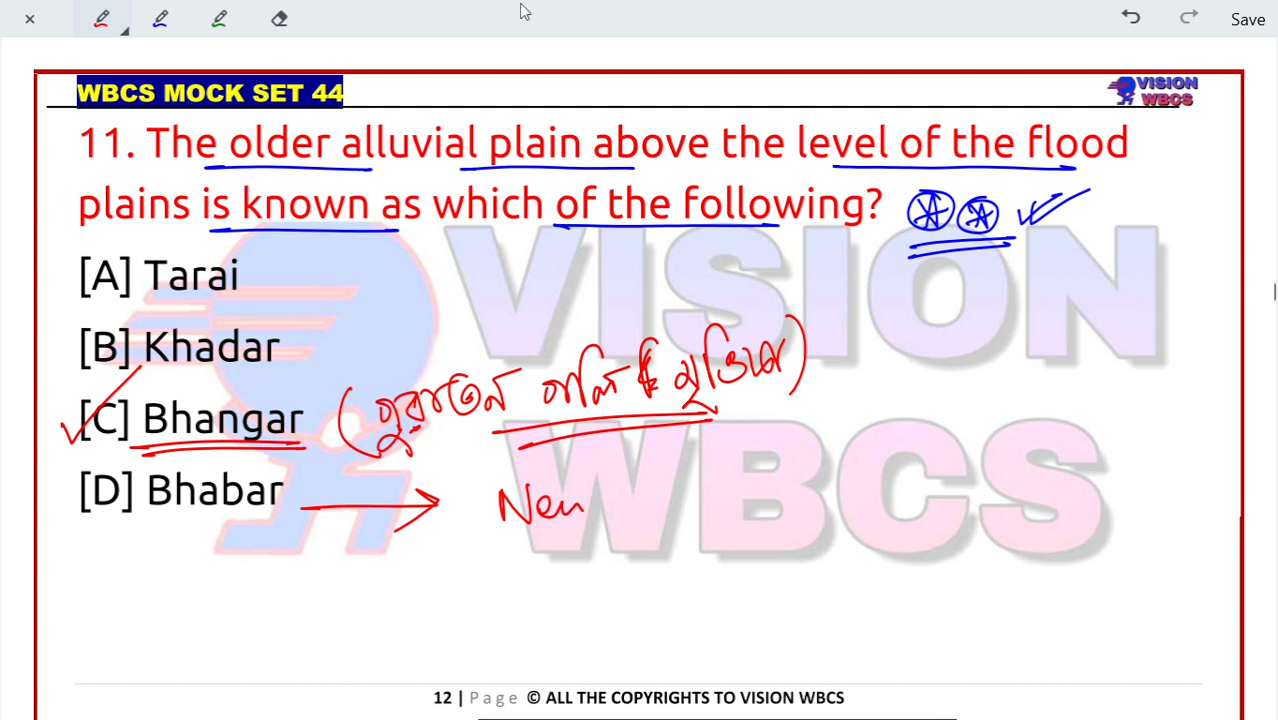 Save
WBCS MOCK SET 44
VISION
WBCS
11. The older alluvial plain above the level of the flood
plains is known as which of the following?
[A] Tarai
[B] Khadar
[C] Bhangar
[D] Bhabar
VISION
WBCS
12 | Page © ALL THE COPYRIGHTS TO VISION WBCS